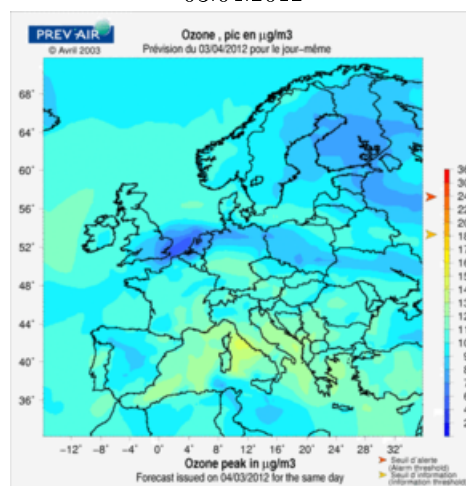 03.04.2012
PREV'AIR
© Avril 2003
Ozone , pic en µg/m3
Prévision du 03/04/2012 pour le jour-même
68°
64°
60°
56°
52°
48°
44°
40°
36°
−12° −8° −4° 0° 4° 8° 12° 16° 20° 24° 28° 32°
Ozone peak in µg/m3
Forecast issued on 04/03/2012 for the same day
Seuil d'alerte
(Alarm threshold)
Seuil d'information
(Information threshold)